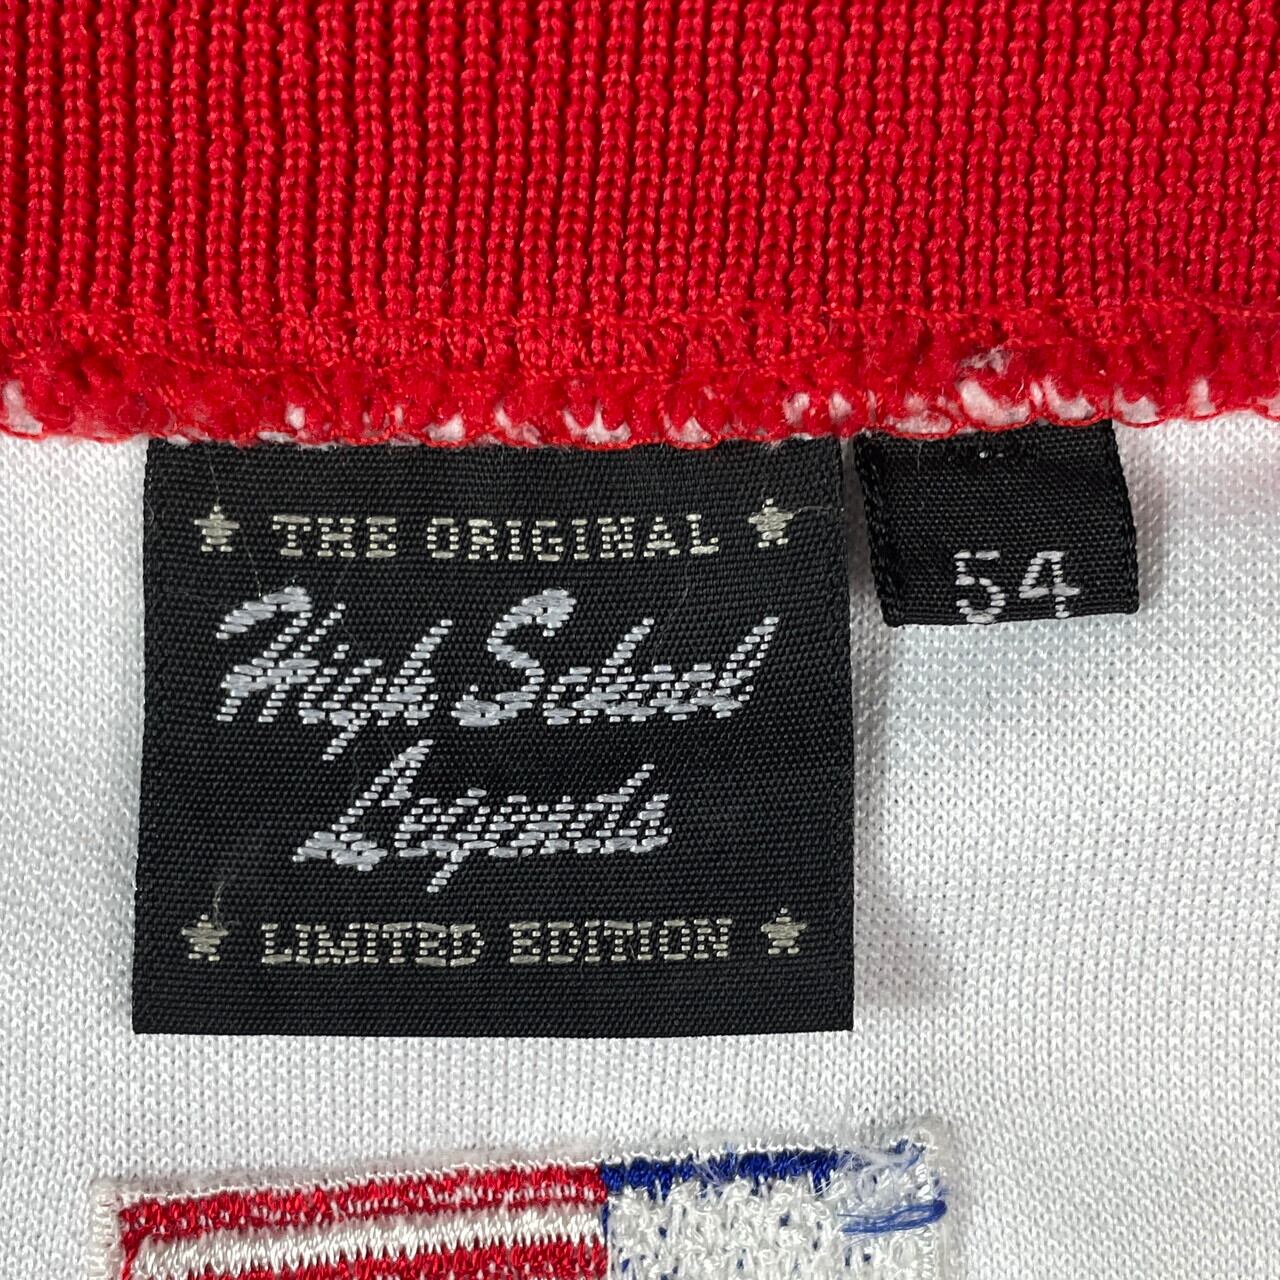 THE ORIGINAL
High School
Legends
LIMITED EDITION
54